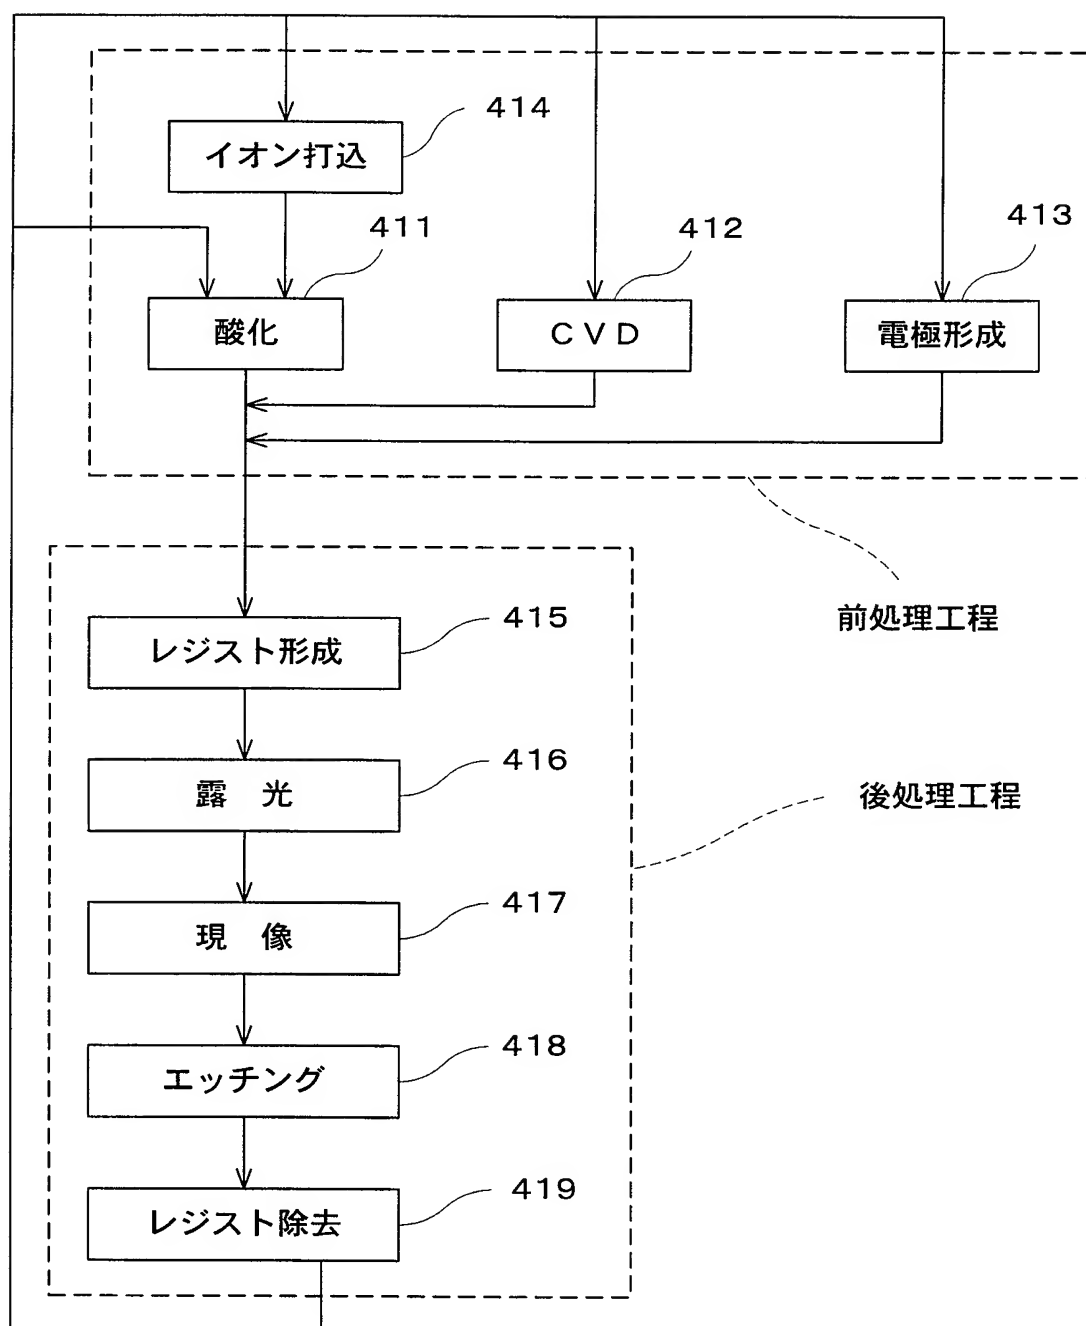 414
イオン打込
411
412
413
酸化
CVD
電極形成
415
レジスト形成
前処理工程
416
露 光
後処理工程
417
現 像
418
エッチング
419
レジスト除去